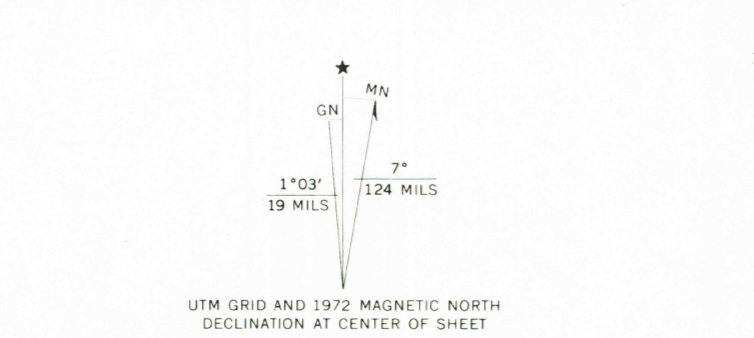 ★
MN
GN
7°
124 MILS
1°03'
19 MILS
UTM GRID AND 1972 MAGNETIC NORTH
DECLINATION AT CENTER OF SHEET